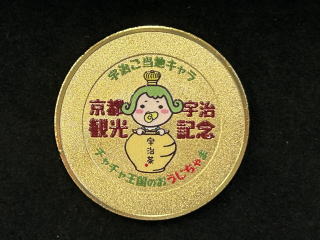 宇治ご当地キャラ
京都 宇治
観光 記念
宇治茶
チャチャ王国のおうじちゃま